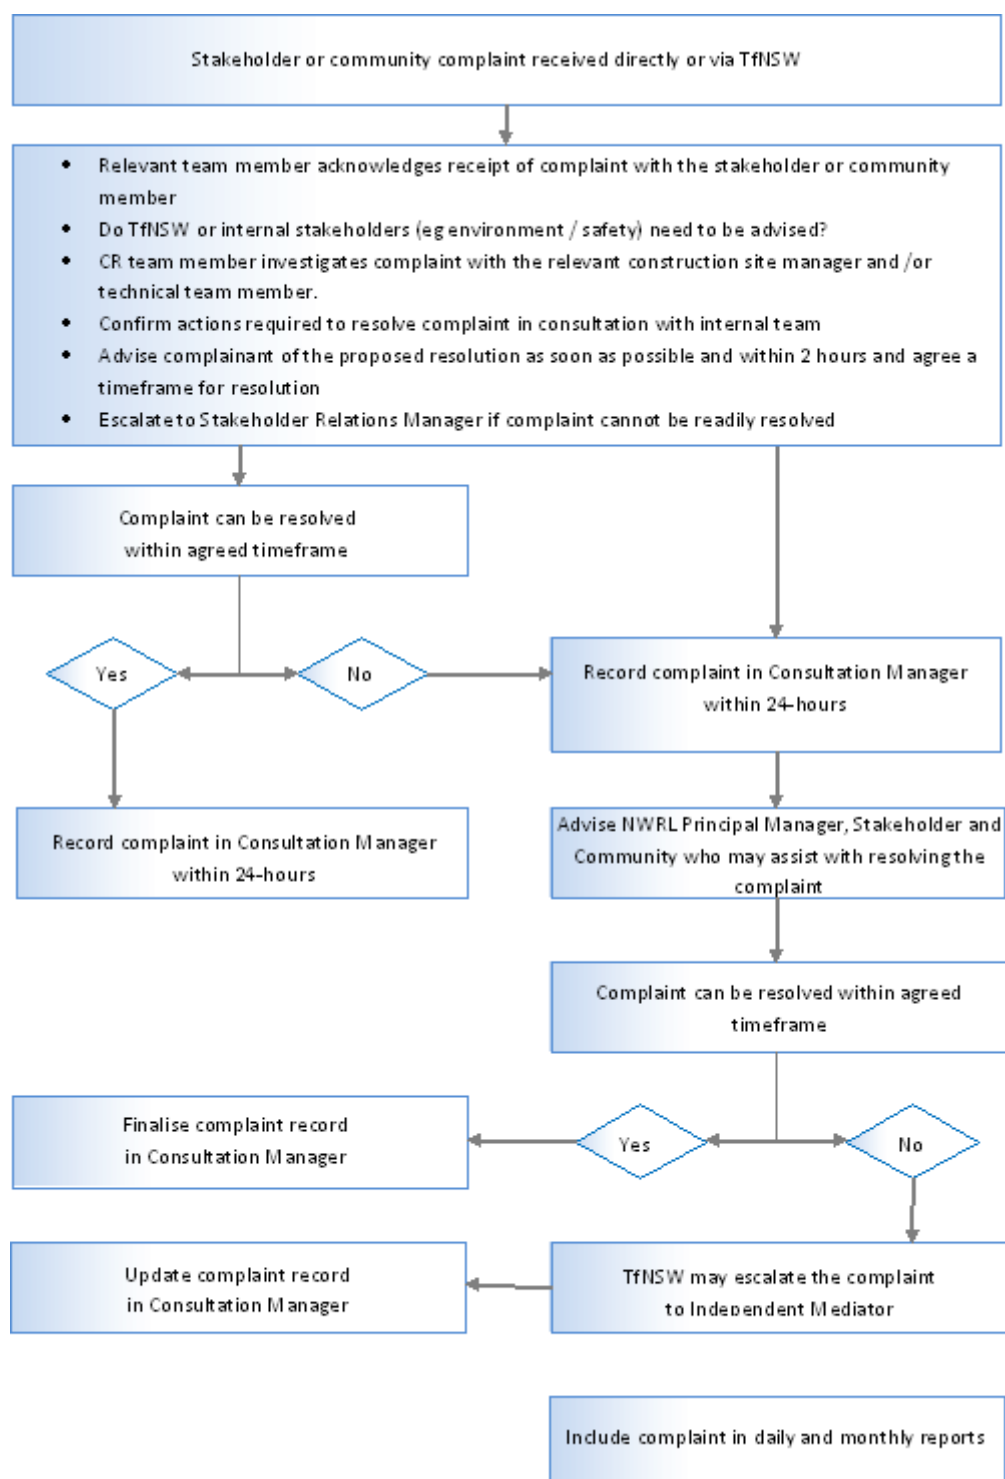 Stakeholder or community complaint received directly or via TfNSW
• Relevant team member acknowledges receipt of complaint with the stakeholder or community
member
• Do TfNSW or internal stakeholders (eg environment / safety) need to be advised?
• CR team member investigates complaint with the relevant construction site manager and /or
technical team member.
• Confirm actions required to resolve complaint in consultation with internal team
• Advise complainant of the proposed resolution as soon as possible and within 2 hours and agree a
timeframe for resolution
• Escalate to Stakeholder Relations Manager if complaint cannot be readily resolved
Complaint can be resolved
within agreed timeframe
Yes
No
Record complaint in Consultation Manager
within 24-hours
Record complaint in Consultation Manager
within 24-hours
Advise NWRL Principal Manager, Stakeholder and
Community who may assist with resolving the
complaint
Complaint can be resolved within agreed
timeframe
Finalise complaint record
in Consultation Manager
Yes
No
Update complaint record
in Consultation Manager
TfNSW may escalate the complaint
to Independent Mediator
Include complaint in daily and monthly reports